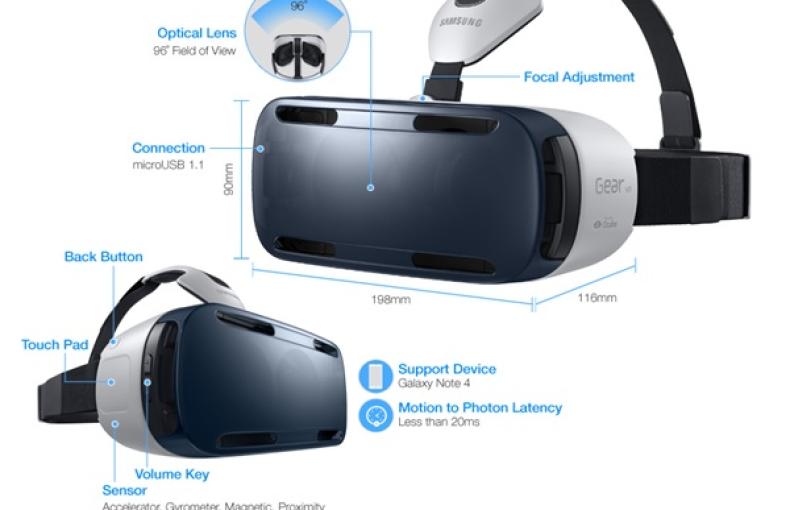 96°
Optical Lens
96° Field of View
SAMSUNG
Focal Adjustment
Connection
microUSB 1.1
90mm
Gear VR
Oculus
198mm
116mm
Back Button
Touch Pad
Support Device
Galaxy Note 4
Motion to Photon Latency
Less than 20ms
Volume Key
Sensor
Accelerator, Gyrometer, Magnetic, Proximity